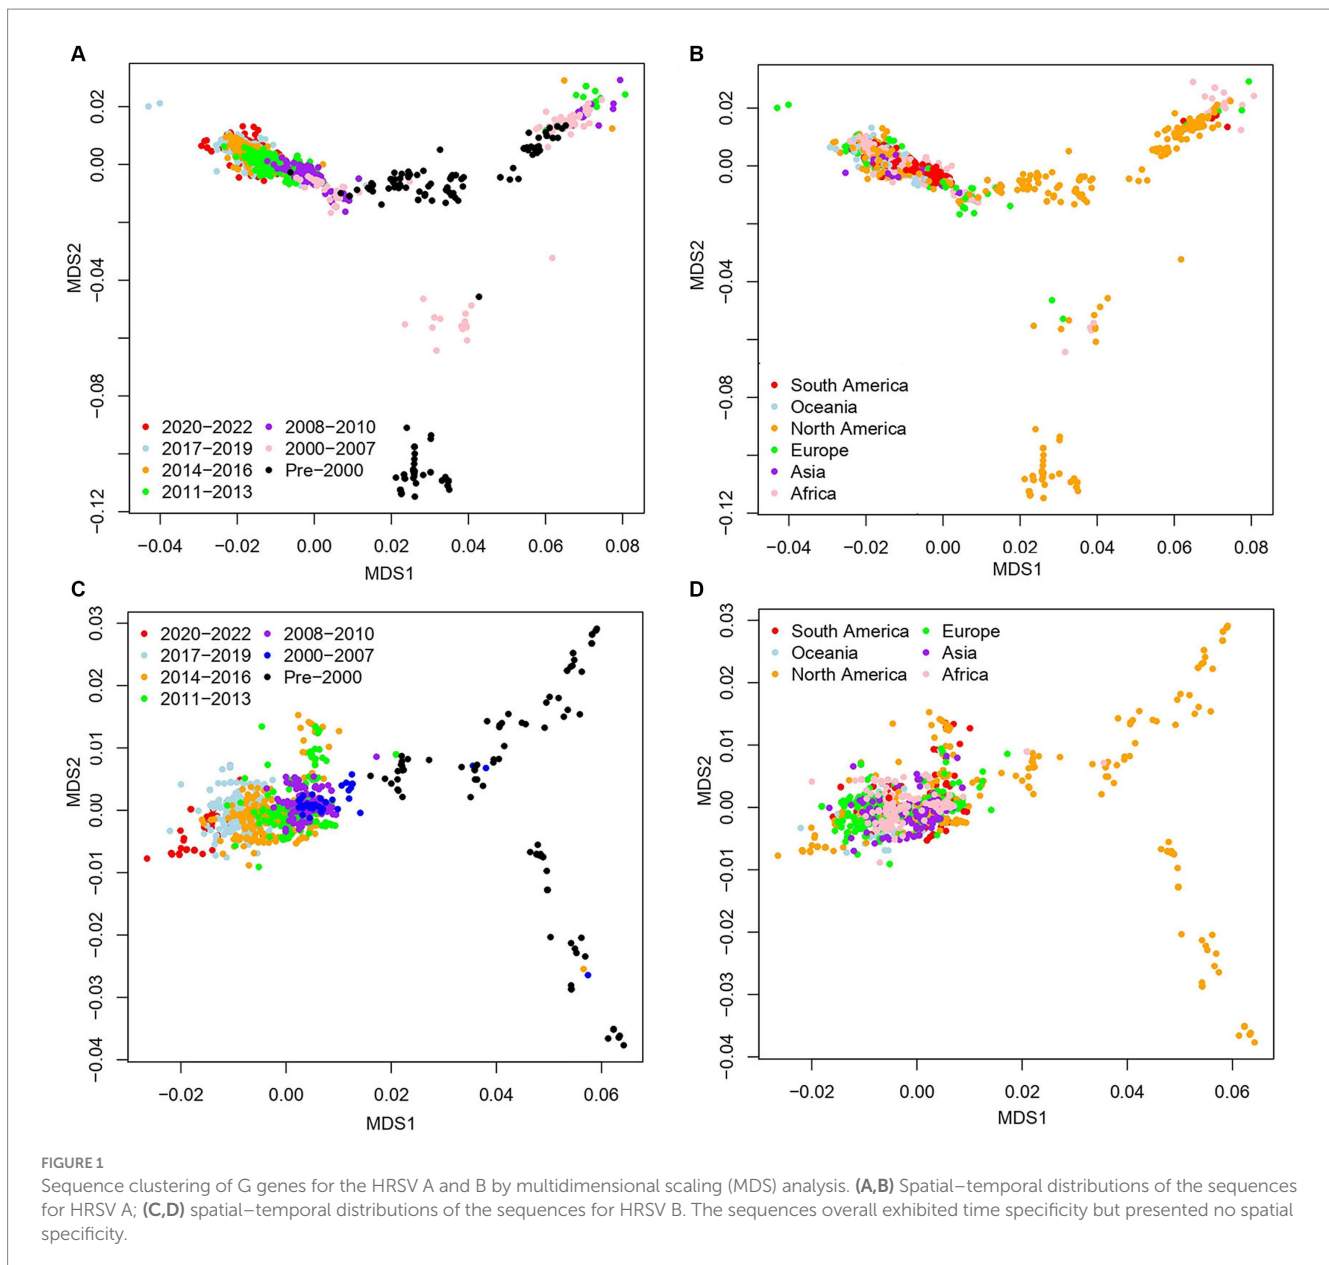 A
0.02
0.00
−0.04
−0.08
−0.12
MDS2
2020−2022
2017−2019
2014−2016
2011−2013
2008−2010
2000−2007
Pre−2000
−0.04 −0.02 0.00 0.02 0.04 0.06 0.08
MDS1
B
0.02
0.00
−0.04
−0.08
−0.12
MDS2
South America
Oceania
North America
Europe
Asia
Africa
−0.04 −0.02 0.00 0.02 0.04 0.06 0.08
MDS1
C
0.03
0.02
0.01
0.00
−0.01
−0.02
−0.03
−0.04
MDS2
2020−2022
2017−2019
2014−2016
2011−2013
2008−2010
2000−2007
Pre−2000
−0.02 0.00 0.02 0.04 0.06
MDS1
D
0.03
0.02
0.01
0.00
−0.01
−0.02
−0.03
−0.04
MDS2
South America
Oceania
North America
Europe
Asia
Africa
−0.02 0.00 0.02 0.04 0.06
MDS1
FIGURE 1
Sequence clustering of G genes for the HRSV A and B by multidimensional scaling (MDS) analysis. (A,B) Spatial–temporal distributions of the sequences
for HRSV A; (C,D) spatial–temporal distributions of the sequences for HRSV B. The sequences overall exhibited time specificity but presented no spatial
specificity.